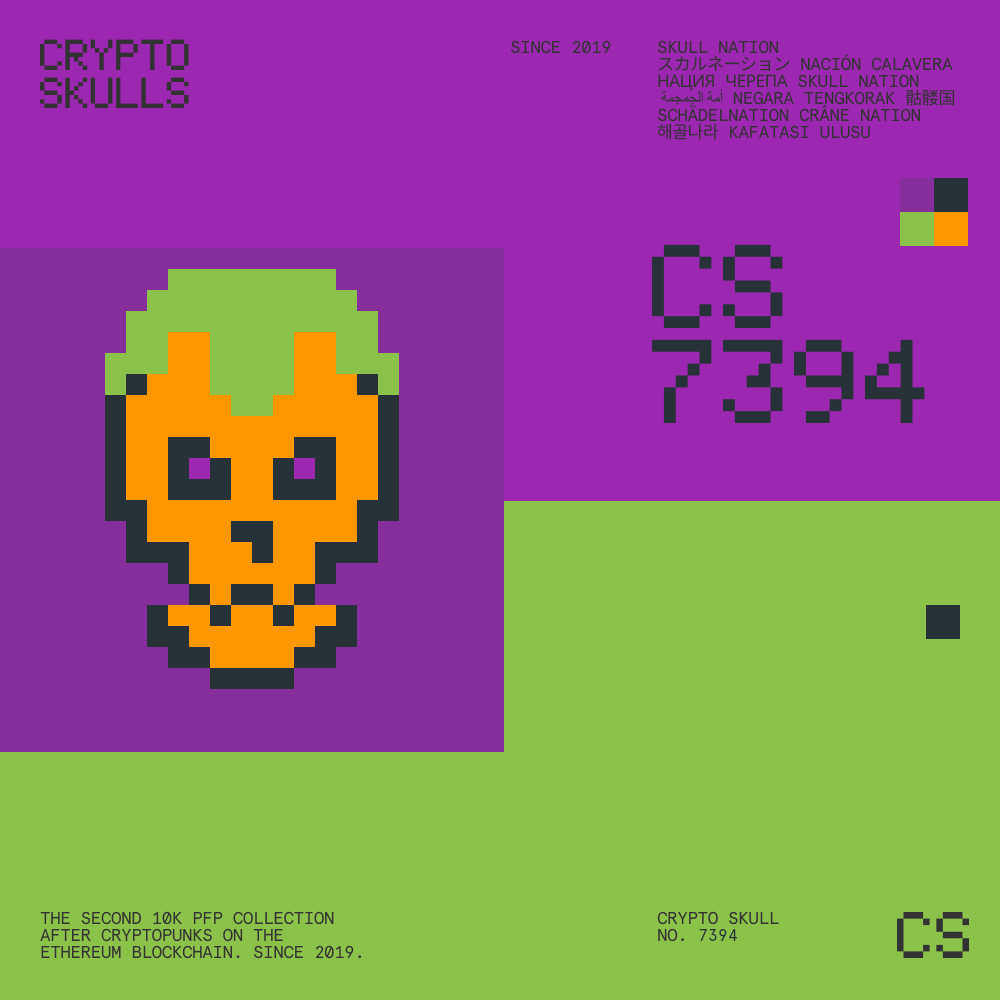 CRYPTO
SKULLS
SINCE 2019
SKULL NATION
スカルネーション NACIÓN CALAVERA
НАЦИЯ ЧЕРЕПА SKULL NATION
أمة الجمجمة NEGARA TENGKORAK 骷髅国
SCHÄDELNATION CRÂNE NATION
해골나라 KAFATASI ULUSU
CS
7394
THE SECOND 10K PFP COLLECTION
AFTER CRYPTOPUNKS ON THE
ETHEREUM BLOCKCHAIN. SINCE 2019.
CRYPTO SKULL
NO. 7394
CS